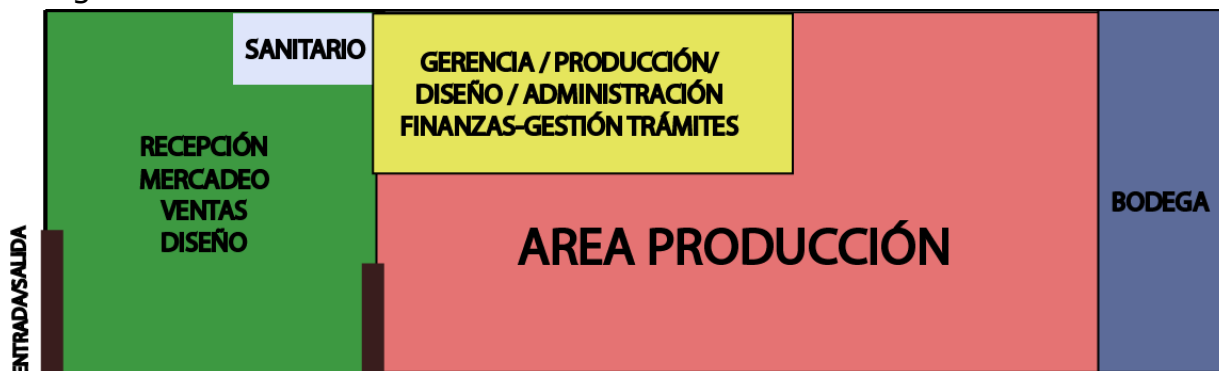 SANITARIO
GERENCIA / PRODUCCIÓN/
DISEÑO / ADMINISTRACIÓN
FINANZAS-GESTIÓN TRÁMITES
RECEPCIÓN
MERCADEO
VENTAS
DISEÑO
AREA PRODUCCIÓN
BODEGA
ENTRADA/SALIDA